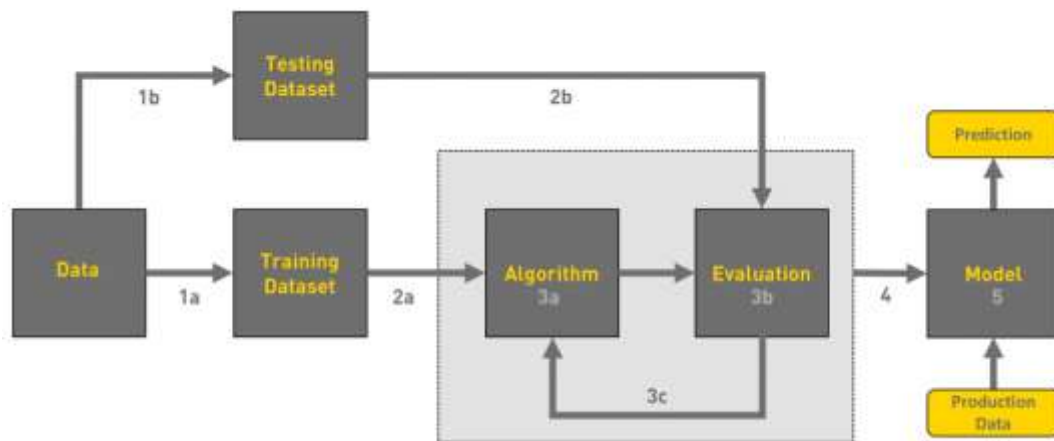 Testing
Dataset
1b
2b
Prediction
Data
1a
Training
Dataset
2a
Algorithm
3a
Evaluation
3b
4
Model
5
3c
Production
Data